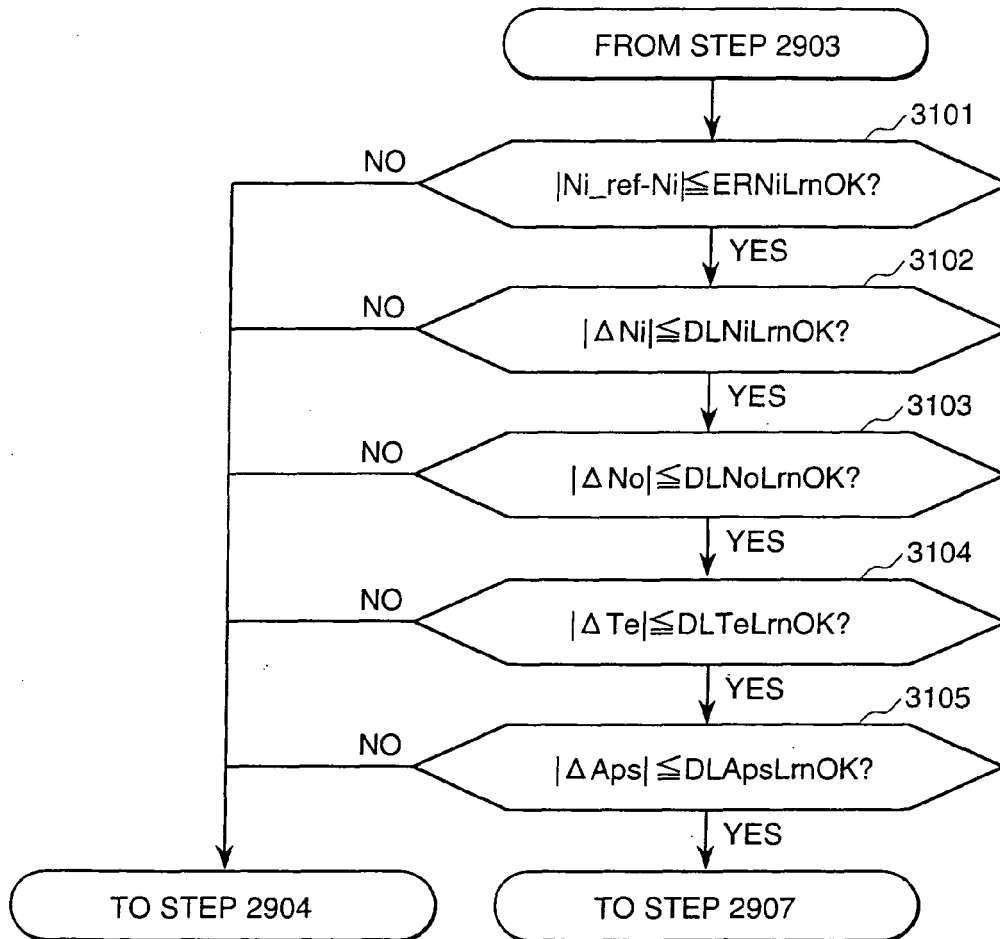 FROM STEP 2903
3101
NO
|Ni_ref-Ni|≦ERNiLrnOK?
YES
3102
NO
|ΔNi|≦DLNiLrnOK?
YES
3103
NO
|ΔNo|≦DLNoLrnOK?
YES
3104
NO
|ΔTe|≦DLTeLrnOK?
YES
3105
NO
|ΔAps|≦DLApsLrnOK?
YES
TO STEP 2904
TO STEP 2907